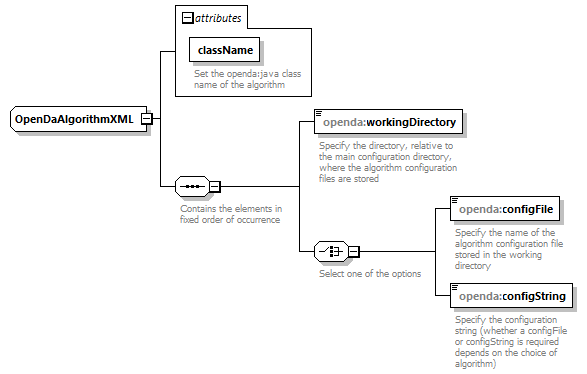 attributes
className
Set the openda:java class
name of the algorithm
OpenDaAlgorithmXML
openda:workingDirectory
Specify the directory, relative to
the main configuration directory,
where the algorithm configuration
files are stored
Contains the elements in
fixed order of occurrence
openda:configFile
Specify the name of the
algorithm configuration file
stored in the working
directory
Select one of the options
openda:configString
Specify the configuration
string (whether a configFile
or configString is required
depends on the choice of
algorithm)